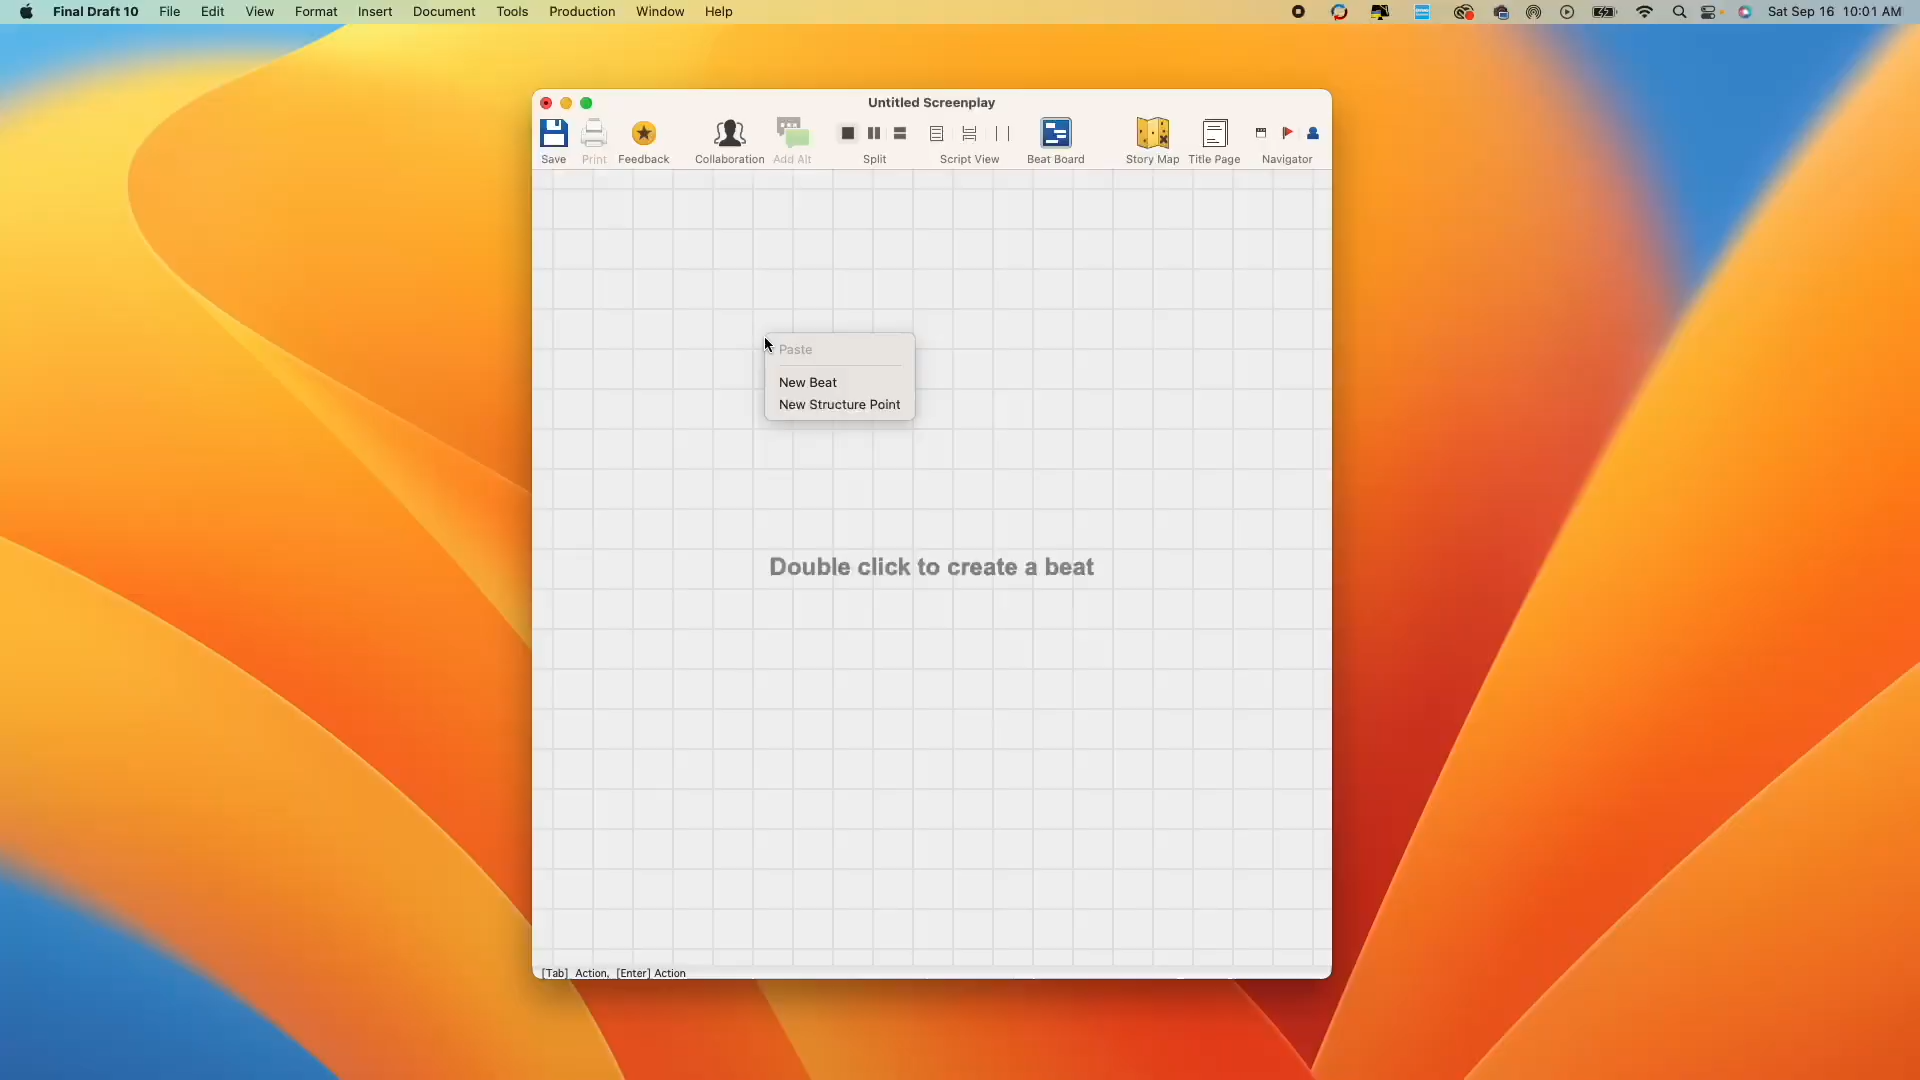 Final Draft 10 File Edit View Format Insert Document Tools Production Window Help Sat Sep 16 10:01 AM
Untitled Screenplay
Save Print Feedback Collaboration Add Alt Split Script View Beat Board Story Map Title Page Navigator
Paste
New Beat
New Structure Point
Double click to create a beat
[Tab] Action, [Enter] Action